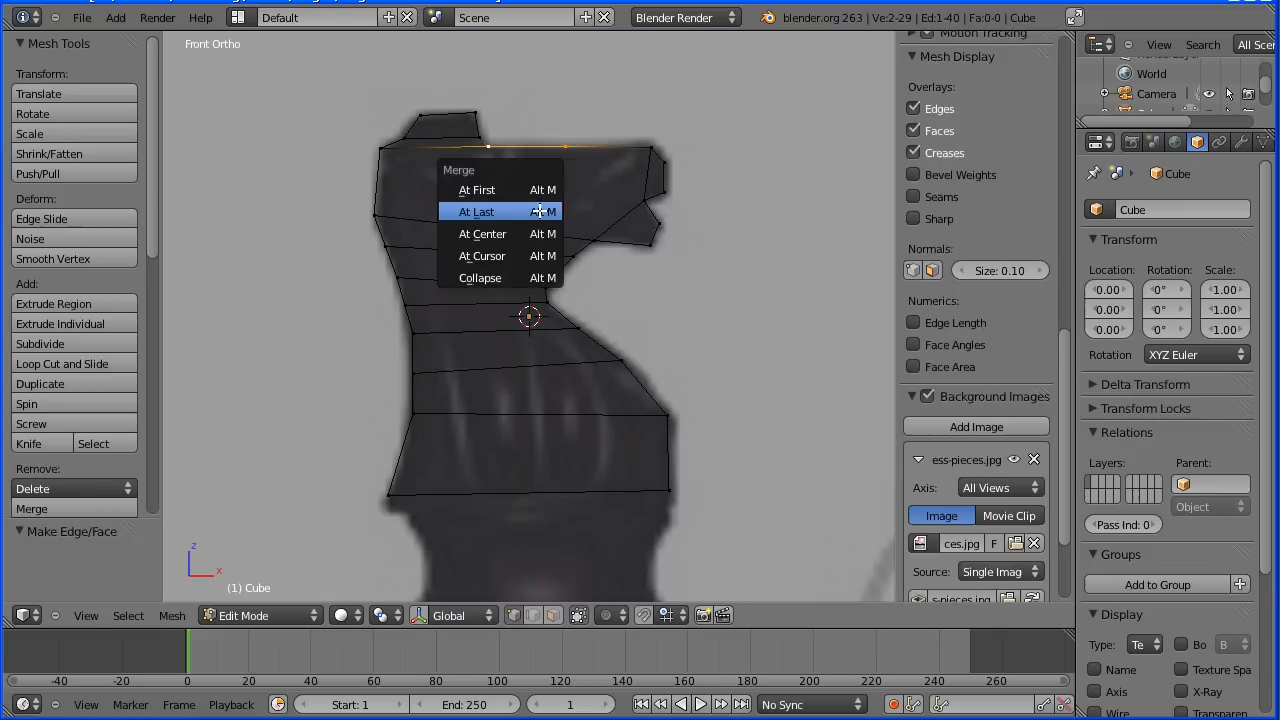 File Add Render Help Default Scene Blender Render blender.org 263 | Ve:2-29 | Ed:1-40 | Fa:0-0 | Cube
Mesh Tools
Transform:
Translate
Rotate
Scale
Shrink/Fatten
Push/Pull
Deform:
Edge Slide
Noise
Smooth Vertex
Add:
Extrude Region
Extrude Individual
Subdivide
Loop Cut and Slide
Duplicate
Spin
Screw
Knife Select
Remove:
Delete
Merge
Make Edge/Face
Front Ortho
Merge
At First Alt M
At Last Alt M
At Center Alt M
At Cursor Alt M
Collapse Alt M
z
x
(1) Cube
Motion Tracking
Mesh Display
Overlays:
Edges
Faces
Creases
Bevel Weights
Seams
Sharp
Normals:
Size: 0.10
Numerics:
Edge Length
Face Angles
Face Area
Background Images
Add Image
ess-pieces.jpg
Axis: All Views
Image Movie Clip
ces.jpg F
Source: Single Imag
s-pieces.jpg
View Search All Scen
World
Camera
Cube
Cube
Transform
Location: Rotation: Scale:
0.00 0° 1.00
0.00 0° 1.00
0.00 0° 1.00
Rotation XYZ Euler
Delta Transform
Transform Locks
Relations
Layers: Parent:
Object
Pass Ind: 0
Groups
Add to Group
Display
Type: Te Bo B
Name Texture Spa
Axis X-Ray
Wire Transparen
View Select Mesh Edit Mode Global
-40 -20 0 20 40 60 80 100 120 140 160 180 200 220 240 260
View Marker Frame Playback Start: 1 End: 250 1 No Sync